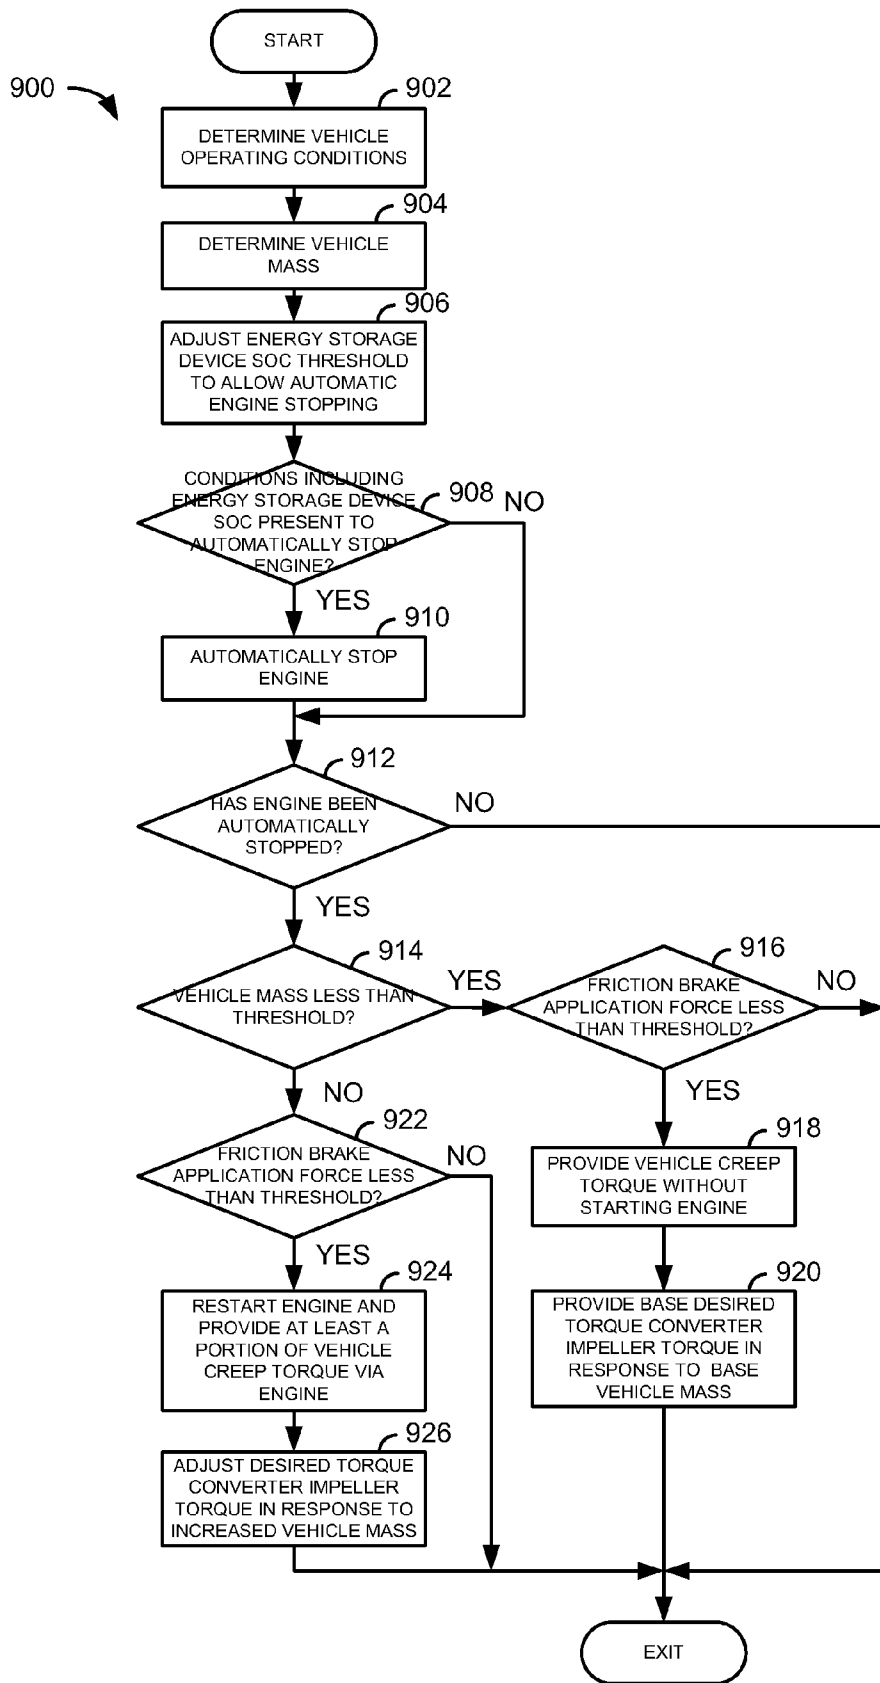 START
900
902
DETERMINE VEHICLE
OPERATING CONDITIONS
904
DETERMINE VEHICLE
MASS
906
ADJUST ENERGY STORAGE
DEVICE SOC THRESHOLD
TO ALLOW AUTOMATIC
ENGINE STOPPING
CONDITIONS INCLUDING
ENERGY STORAGE DEVICE
SOC PRESENT TO
AUTOMATICALLY STOP
ENGINE?
908
NO
YES
910
AUTOMATICALLY STOP
ENGINE
912
HAS ENGINE BEEN
AUTOMATICALLY
STOPPED?
NO
YES
914
VEHICLE MASS LESS THAN
THRESHOLD?
YES
916
FRICTION BRAKE
APPLICATION FORCE LESS
THAN THRESHOLD?
NO
NO
YES
922
FRICTION BRAKE
APPLICATION FORCE LESS
THAN THRESHOLD?
NO
918
PROVIDE VEHICLE CREEP
TORQUE WITHOUT
STARTING ENGINE
YES
924
RESTART ENGINE AND
PROVIDE AT LEAST A
PORTION OF VEHICLE
CREEP TORQUE VIA
ENGINE
920
PROVIDE BASE DESIRED
TORQUE CONVERTER
IMPELLER TORQUE IN
RESPONSE TO BASE
VEHICLE MASS
926
ADJUST DESIRED TORQUE
CONVERTER IMPELLER
TORQUE IN RESPONSE TO
INCREASED VEHICLE MASS
EXIT